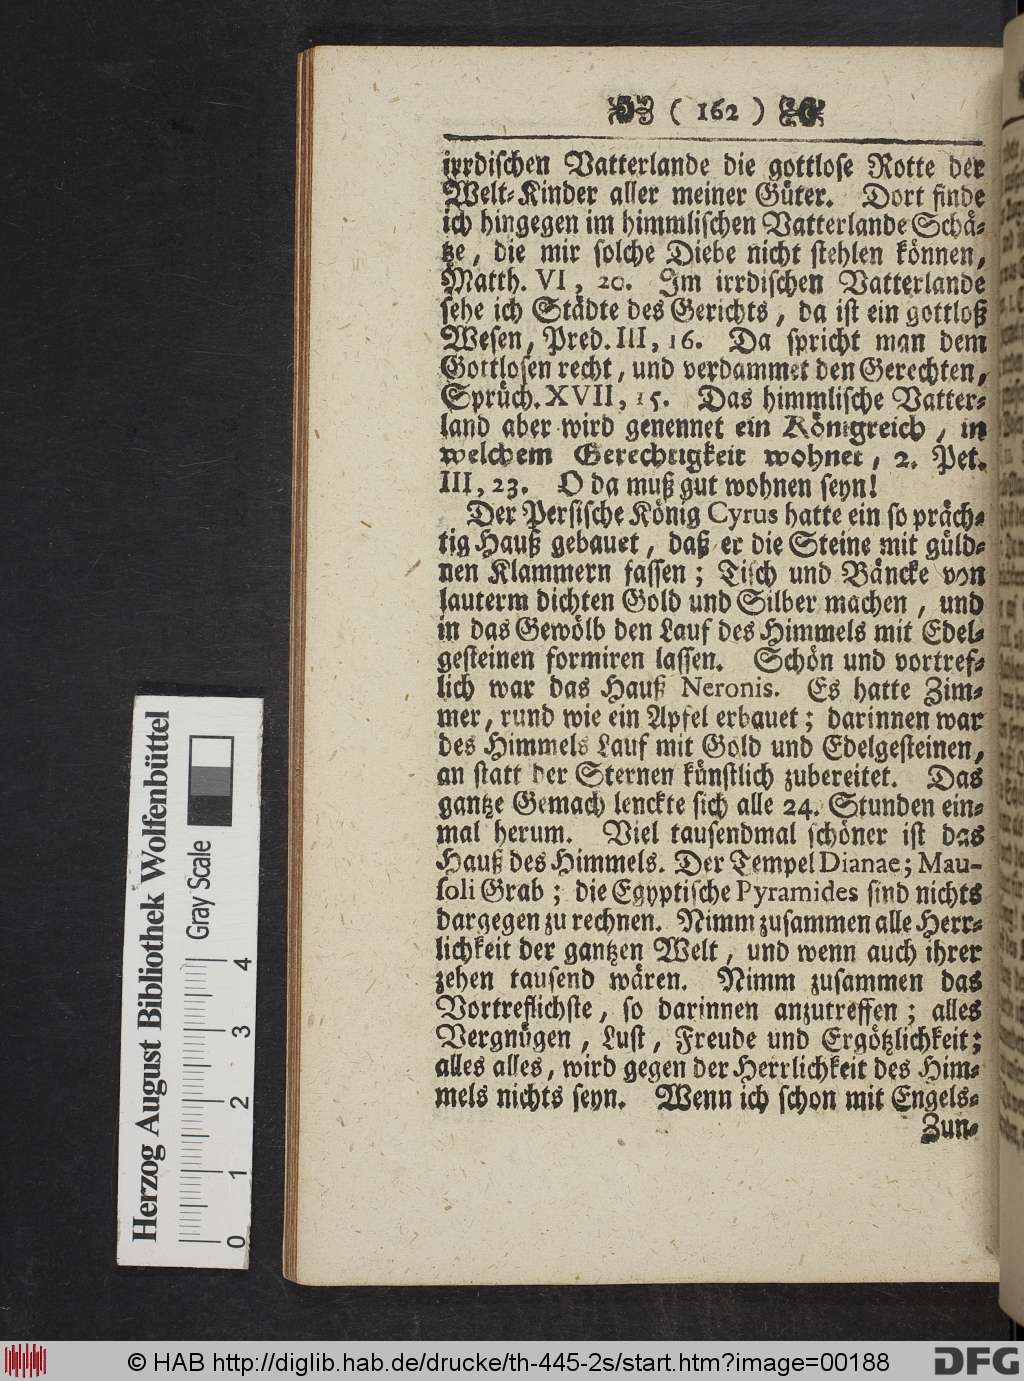 ( 162 )
irrdischen Vatterlande die gottlose Rotte der
Welt-Kinder aller meiner Güter. Dort finde
ich hingegen im himmlischen Vatterlande Schä-
tze, die mir solche Diebe nicht stehlen können,
Matth. VI, 20. Im irrdischen Vatterlande
sehe ich Städte des Gerichts, da ist ein gottloß
Wesen, Pred. III, 16. Da spricht man dem
Gottlosen recht, und verdammet den Gerechten,
Sprüch. XVII, 15. Das himmlische Vatter-
land aber wird genennet ein Königreich, in
welchem Gerechtigkeit wohnet, 2. Pet.
III, 23. O da muß gut wohnen seyn!
Der Persische König Cyrus hatte ein so präch-
tig Hauß gebauet, daß er die Steine mit güld-
nen Klammern fassen; Tisch und Bäncke von
lauterm dichten Gold und Silber machen, und
in das Gewölb den Lauf des Himmels mit Edel-
gesteinen formiren lassen. Schön und vortref-
lich war das Hauß Neronis. Es hatte Zim-
mer, rund wie ein Apfel erbauet; darinnen war
des Himmels Lauf mit Gold und Edelgesteinen,
an statt der Sternen künstlich zubereitet. Das
gantze Gemach lenckte sich alle 24. Stunden ein-
mal herum. Viel tausendmal schöner ist das
Hauß des Himmels. Der Tempel Dianae; Mau-
soli Grab; die Egyptische Pyramides sind nichts
dargegen zu rechnen. Nimm zusammen alle Herr-
lichkeit der gantzen Welt, und wenn auch ihrer
zehen tausend wären. Nimm zusammen das
Vortreflichste, so darinnen anzutreffen; alles
Vergnügen, Lust, Freude und Ergötzlichkeit;
alles alles, wird gegen der Herrlichkeit des Him-
mels nichts seyn. Wenn ich schon mit Engels-
Zun-
Herzog August Bibliothek Wolfenbüttel
Gray Scale
0 1 2 3 4
© HAB http://diglib.hab.de/drucke/th-445-2s/start.htm?image=00188
DFG